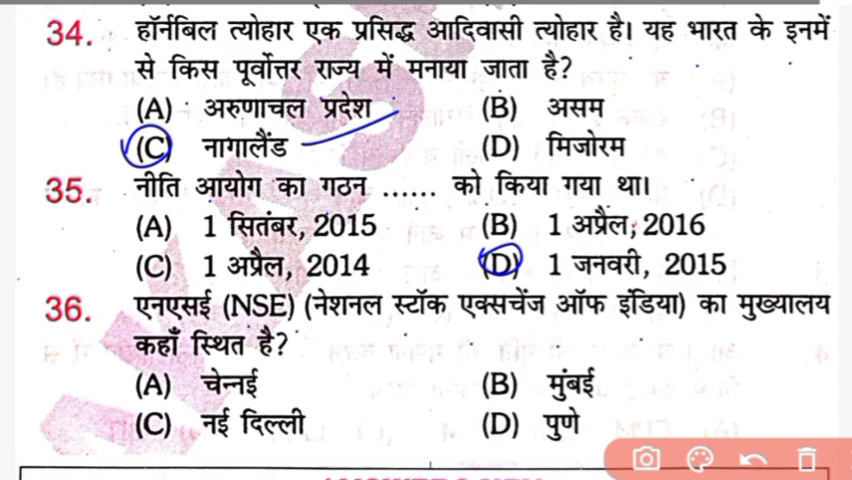 34. हॉर्नबिल त्योहार एक प्रसिद्ध आदिवासी त्योहार है। यह भारत के इनमें
से किस पूर्वोत्तर राज्य में मनाया जाता है?
(A) अरुणाचल प्रदेश (B) असम
(C) नागालैंड (D) मिजोरम
35. नीति आयोग का गठन ...... को किया गया था।
(A) 1 सितंबर, 2015 (B) 1 अप्रैल, 2016
(C) 1 अप्रैल, 2014 (D) 1 जनवरी, 2015
36. एनएसई (NSE) (नेशनल स्टॉक एक्सचेंज ऑफ इंडिया) का मुख्यालय
कहाँ स्थित है?
(A) चेन्नई (B) मुंबई
(C) नई दिल्ली (D) पुणे